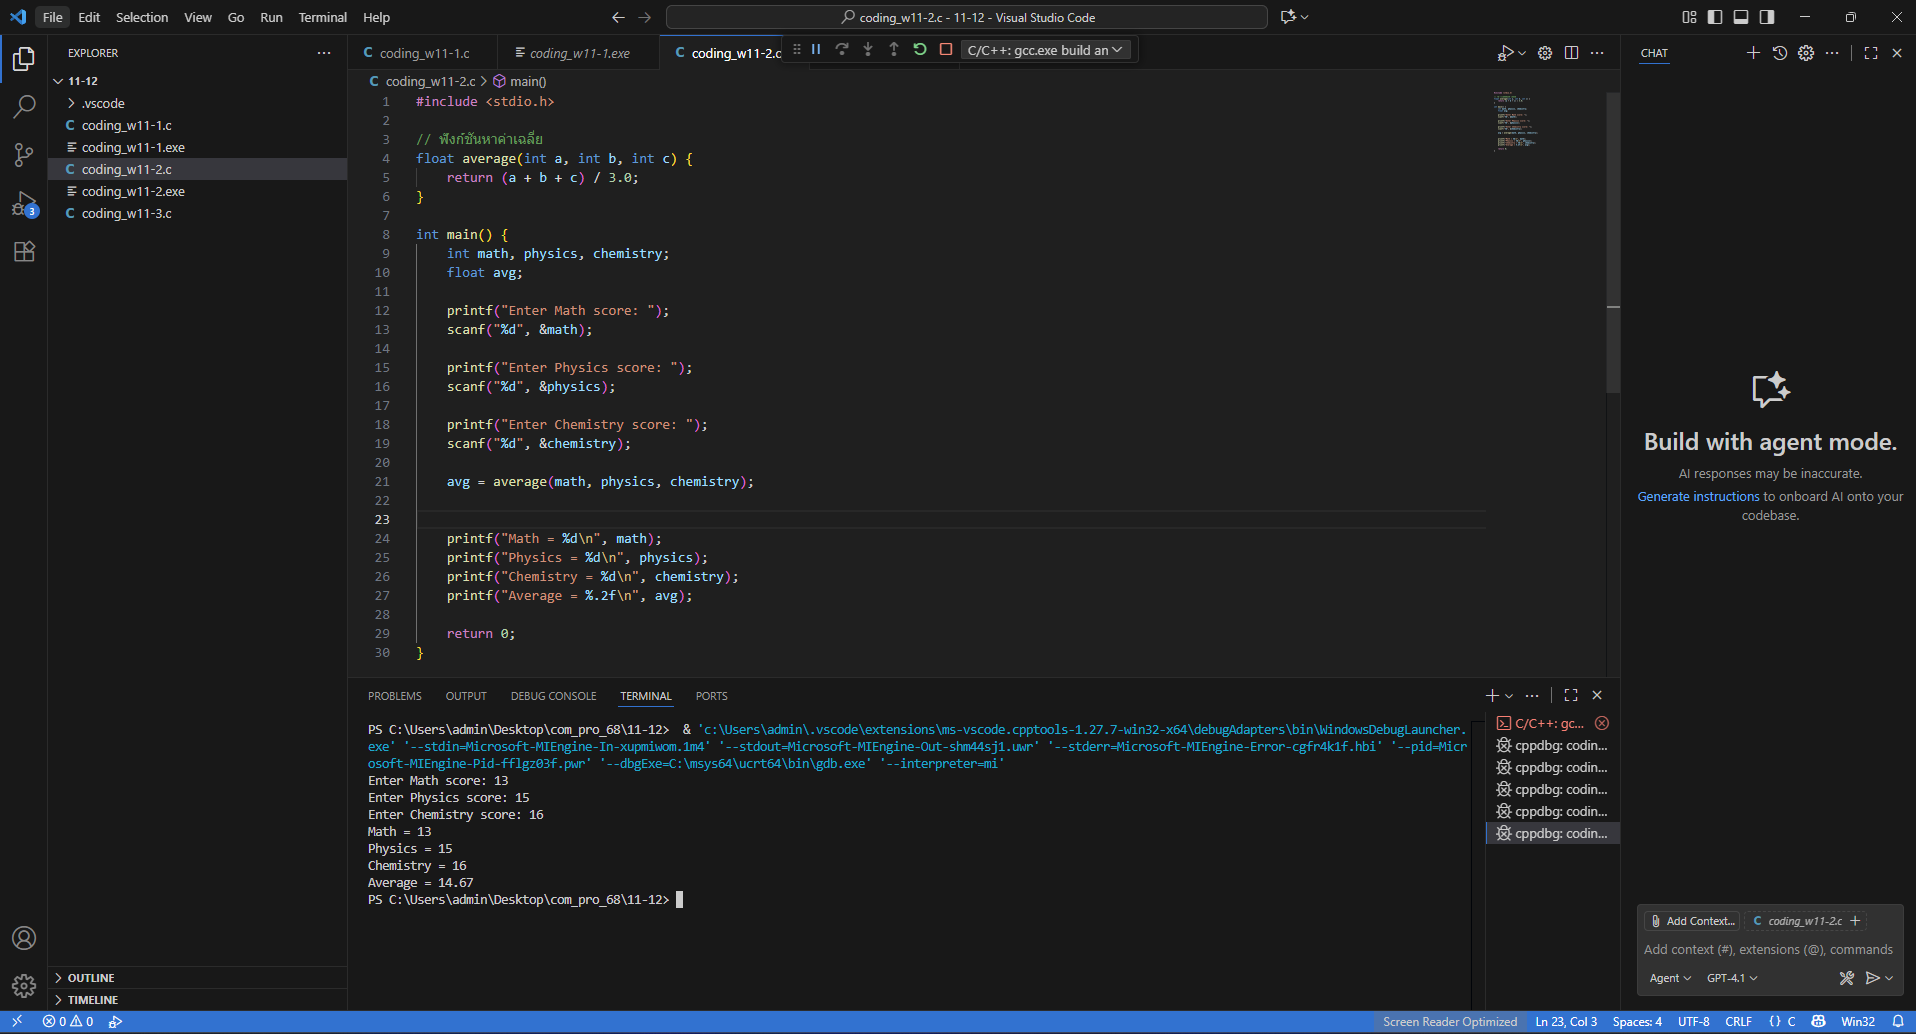 File Edit Selection View Go Run Terminal Help
coding_w11-2.c - 11-12 - Visual Studio Code
EXPLORER
11-12
.vscode
coding_w11-1.c
coding_w11-1.exe
coding_w11-2.c
coding_w11-2.exe
coding_w11-3.c
3
OUTLINE
TIMELINE
coding_w11-1.c
coding_w11-1.exe
coding_w11-2.c
C/C++: gcc.exe build an
coding_w11-2.c > main()
1 #include <stdio.h>
2
3 // ฟังก์ชันหาค่าเฉลี่ย
4 float average(int a, int b, int c) {
5 return (a + b + c) / 3.0;
6 }
7
8 int main() {
9 int math, physics, chemistry;
10 float avg;
11
12 printf("Enter Math score: ");
13 scanf("%d", &math);
14
15 printf("Enter Physics score: ");
16 scanf("%d", &physics);
17
18 printf("Enter Chemistry score: ");
19 scanf("%d", &chemistry);
20
21 avg = average(math, physics, chemistry);
22
23
24 printf("Math = %d\n", math);
25 printf("Physics = %d\n", physics);
26 printf("Chemistry = %d\n", chemistry);
27 printf("Average = %.2f\n", avg);
28
29 return 0;
30 }
PROBLEMS OUTPUT DEBUG CONSOLE TERMINAL PORTS
PS C:\Users\admin\Desktop\com_pro_68\11-12> & 'c:\Users\admin\.vscode\extensions\ms-vscode.cpptools-1.27.7-win32-x64\debugAdapters\bin\WindowsDebugLauncher.
exe' '--stdin=Microsoft-MIEngine-In-xupmiwom.1m4' '--stdout=Microsoft-MIEngine-Out-shm44sj1.uwr' '--stderr=Microsoft-MIEngine-Error-cgfr4k1f.hbi' '--pid=Micr
osoft-MIEngine-Pid-fflgz03f.pwr' '--dbgExe=C:\msys64\ucrt64\bin\gdb.exe' '--interpreter=mi'
Enter Math score: 13
Enter Physics score: 15
Enter Chemistry score: 16
Math = 13
Physics = 15
Chemistry = 16
Average = 14.67
PS C:\Users\admin\Desktop\com_pro_68\11-12>
C/C++: gc...
cppdbg: codin...
cppdbg: codin...
cppdbg: codin...
cppdbg: codin...
cppdbg: codin...
CHAT
Build with agent mode.
AI responses may be inaccurate.
Generate instructions to onboard AI onto your
codebase.
Add Context...
coding_w11-2.c
Add context (#), extensions (@), commands
Agent GPT-4.1
0 0
Screen Reader Optimized Ln 23, Col 3 Spaces: 4 UTF-8 CRLF {} C Win32